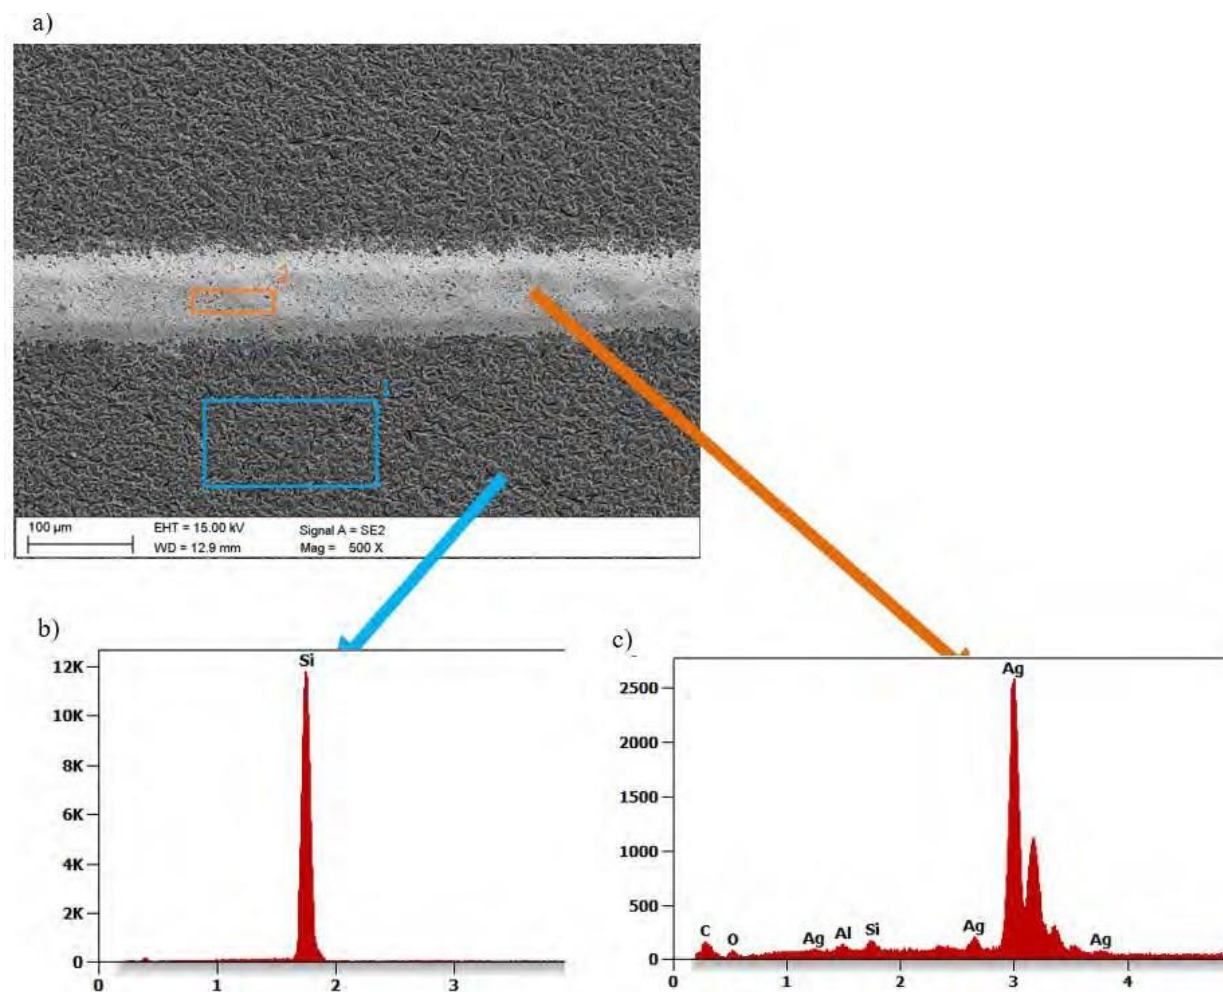 a)
2
1
100 µm
EHT = 15.00 kV
Signal A = SE2
WD = 12.9 mm
Mag = 500 X
b)
12K
10K
8K
6K
4K
2K
0
Si
0
1
2
3
c)
2500
2000
1500
1000
500
0
C
O
Ag
Al
Si
Ag
Ag
Ag
0
1
2
3
4